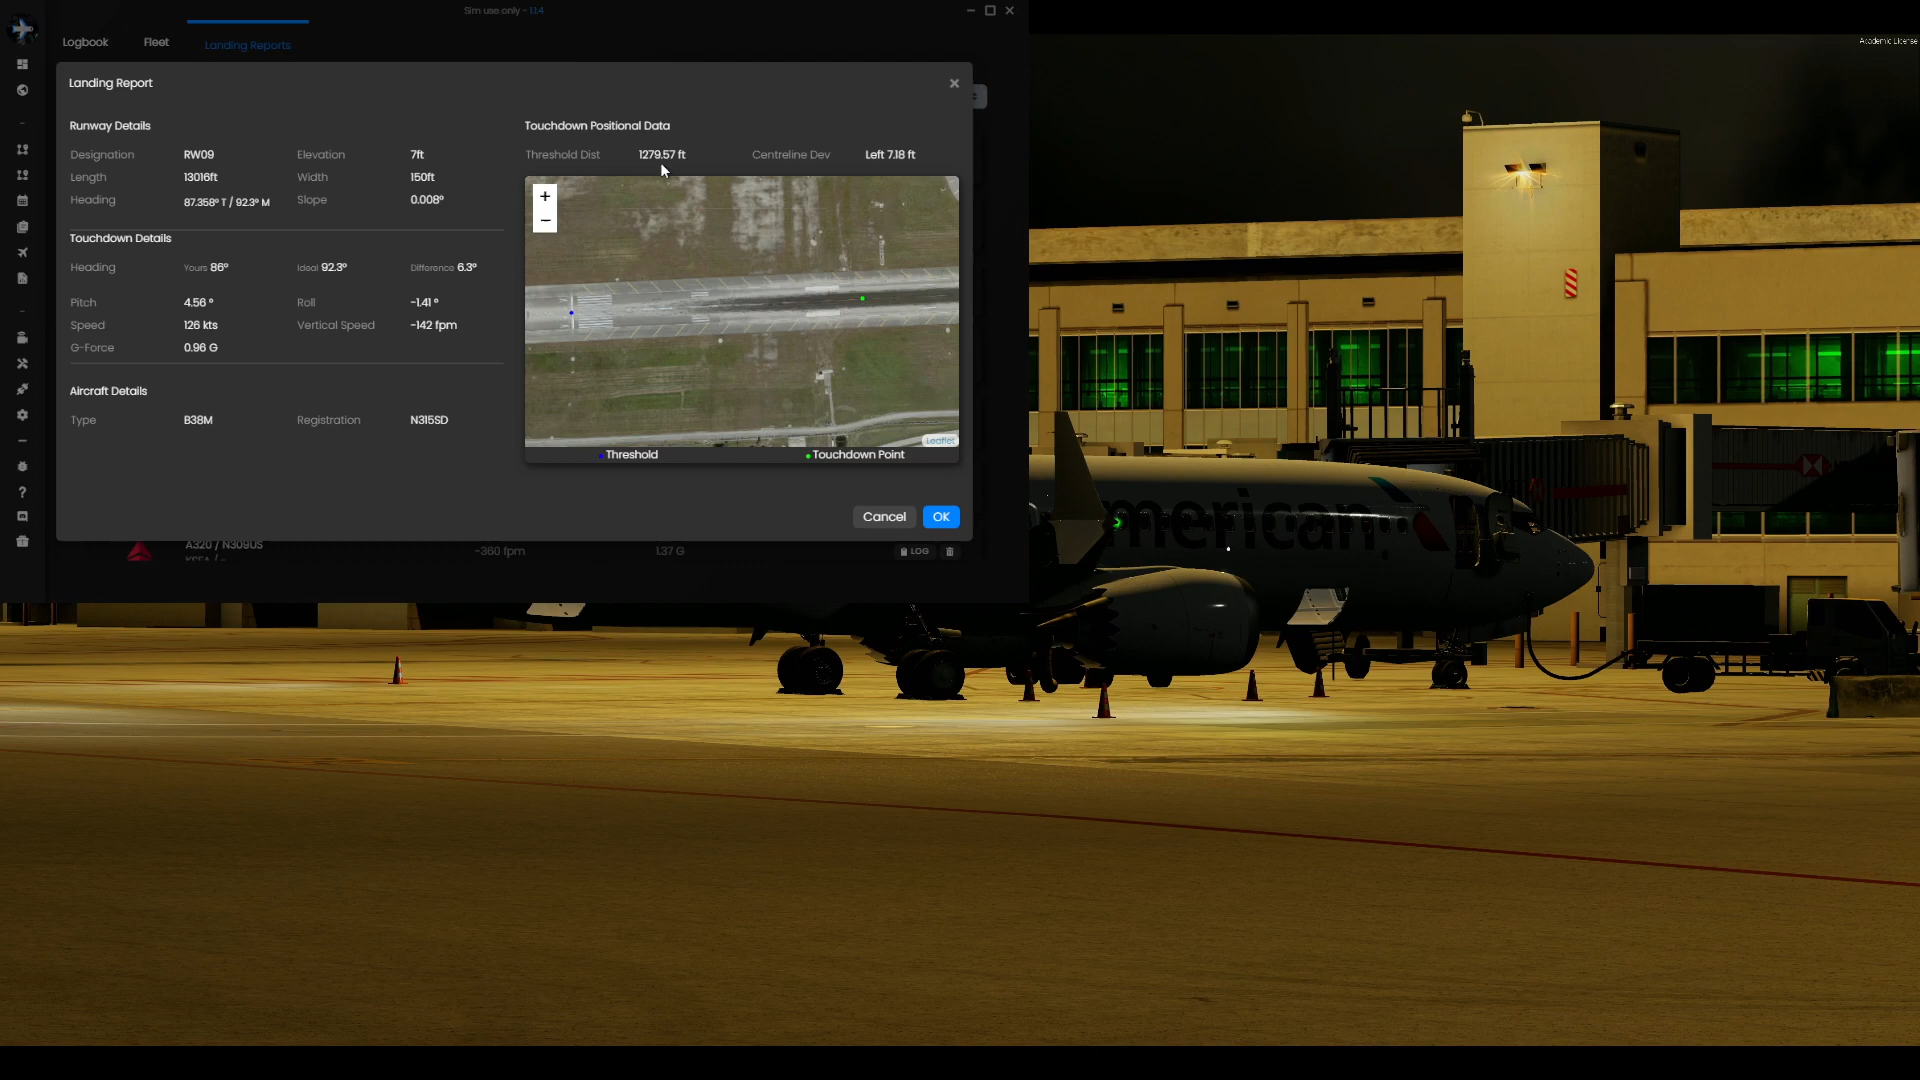 Sim use only - 1.1.4
Academic License
Logbook Fleet Landing Reports
Landing Report
Runway Details
Designation RW09 Elevation 7ft
Length 13016ft Width 150ft
Heading 87.358° T / 92.3° M Slope 0.008°
Touchdown Details
Heading Yours 86° Ideal 92.3° Difference 6.3°
Pitch 4.56 ° Roll -1.41 °
Speed 126 kts Vertical Speed -142 fpm
G-Force 0.96 G
Aircraft Details
Type B38M Registration N315SD
Touchdown Positional Data
Threshold Dist 1279.57 ft Centreline Dev Left 7.18 ft
+
−
Leaflet
Threshold Touchdown Point
Cancel OK
A320 / N309US -360 fpm 1.37 G LOG
American